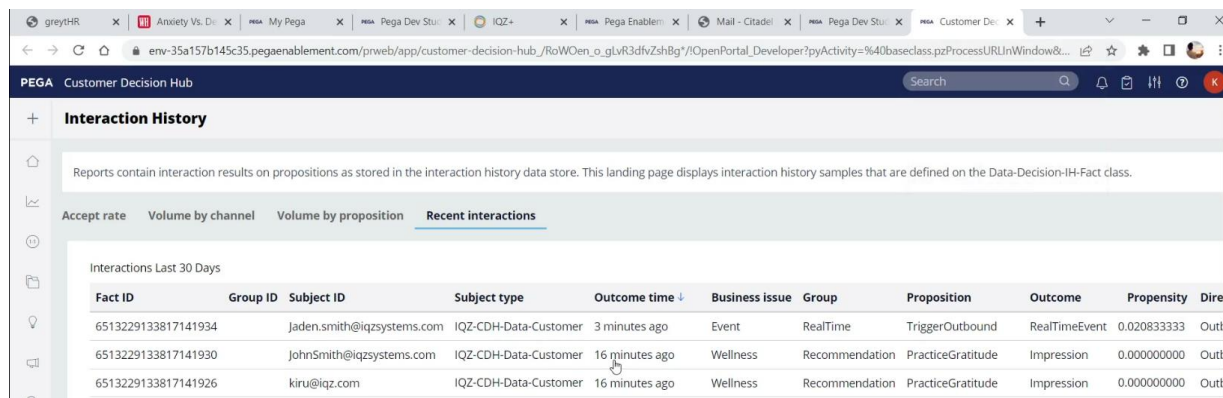 greytHR
Anxiety Vs. De
My Pega
Pega Dev Stud
IQZ+
Pega Enablem
Mail - Citadel
Pega Dev Stud
Customer Dec
env-35a157b145c35.pegaenablement.com/prweb/app/customer-decision-hub_/RoWOen_o_gLvR3dfvZshBg*/!OpenPortal_Developer?pyActivity=%40baseclass.pzProcessURLInWindow&...
PEGA Customer Decision Hub Search K
Interaction History
Reports contain interaction results on propositions as stored in the interaction history data store. This landing page displays interaction history samples that are defined on the Data-Decision-IH-Fact class.
Accept rate Volume by channel Volume by proposition Recent interactions
Interactions Last 30 Days
Fact ID Group ID Subject ID Subject type Outcome time ↓ Business issue Group Proposition Outcome Propensity Dire
6513229133817141934 Jaden.smith@iqzsystems.com IQZ-CDH-Data-Customer 3 minutes ago Event RealTime TriggerOutbound RealTimeEvent 0.020833333 Outb
6513229133817141930 JohnSmith@iqzsystems.com IQZ-CDH-Data-Customer 16 minutes ago Wellness Recommendation PracticeGratitude Impression 0.000000000 Outb
6513229133817141926 kiru@iqz.com IQZ-CDH-Data-Customer 16 minutes ago Wellness Recommendation PracticeGratitude Impression 0.000000000 Outb